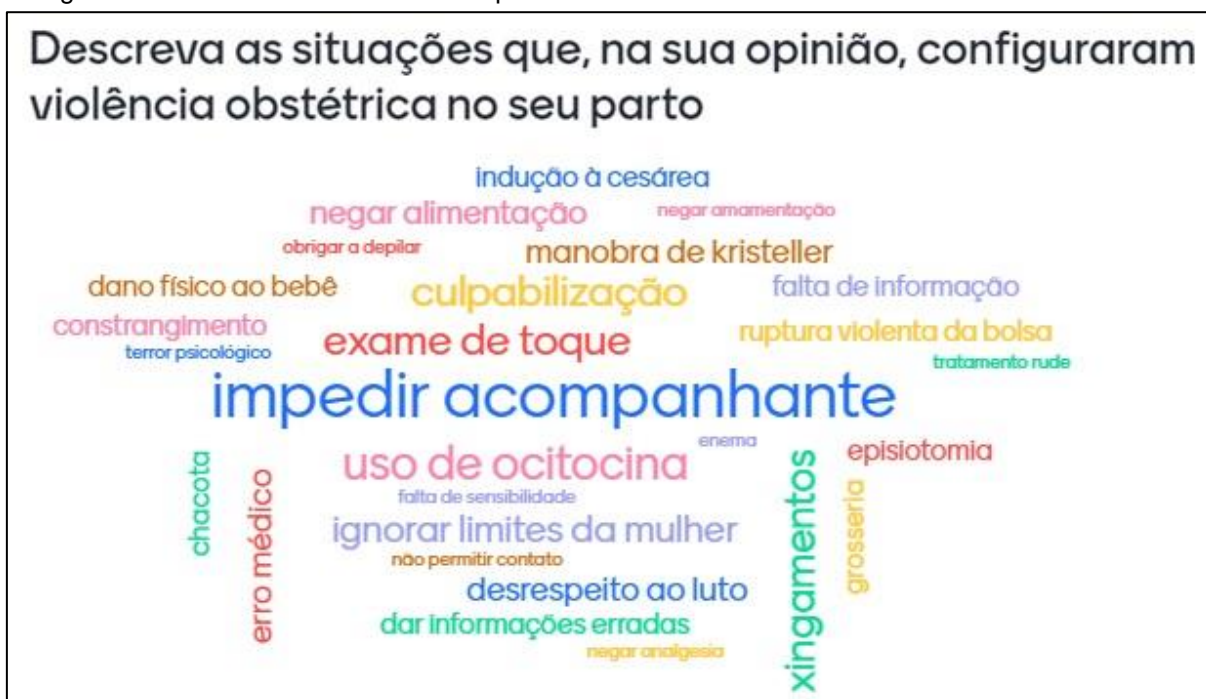 Descreva as situações que, na sua opinião, configuraram
violência obstétrica no seu parto
indução à cesárea
negar alimentação
negar amamentação
obrigar a depilar
manobra de kristeller
dano físico ao bebê
culpabilização
falta de informação
constrangimento
exame de toque
ruptura violenta da bolsa
terror psicológico
tratamento rude
impedir acompanhante
chacota
erro médico
uso de ocitocina
enema
xingamentos
episiotomia
grosseria
falta de sensibilidade
ignorar limites da mulher
não permitir contato
desrespeito ao luto
dar informações erradas
negar analgesia